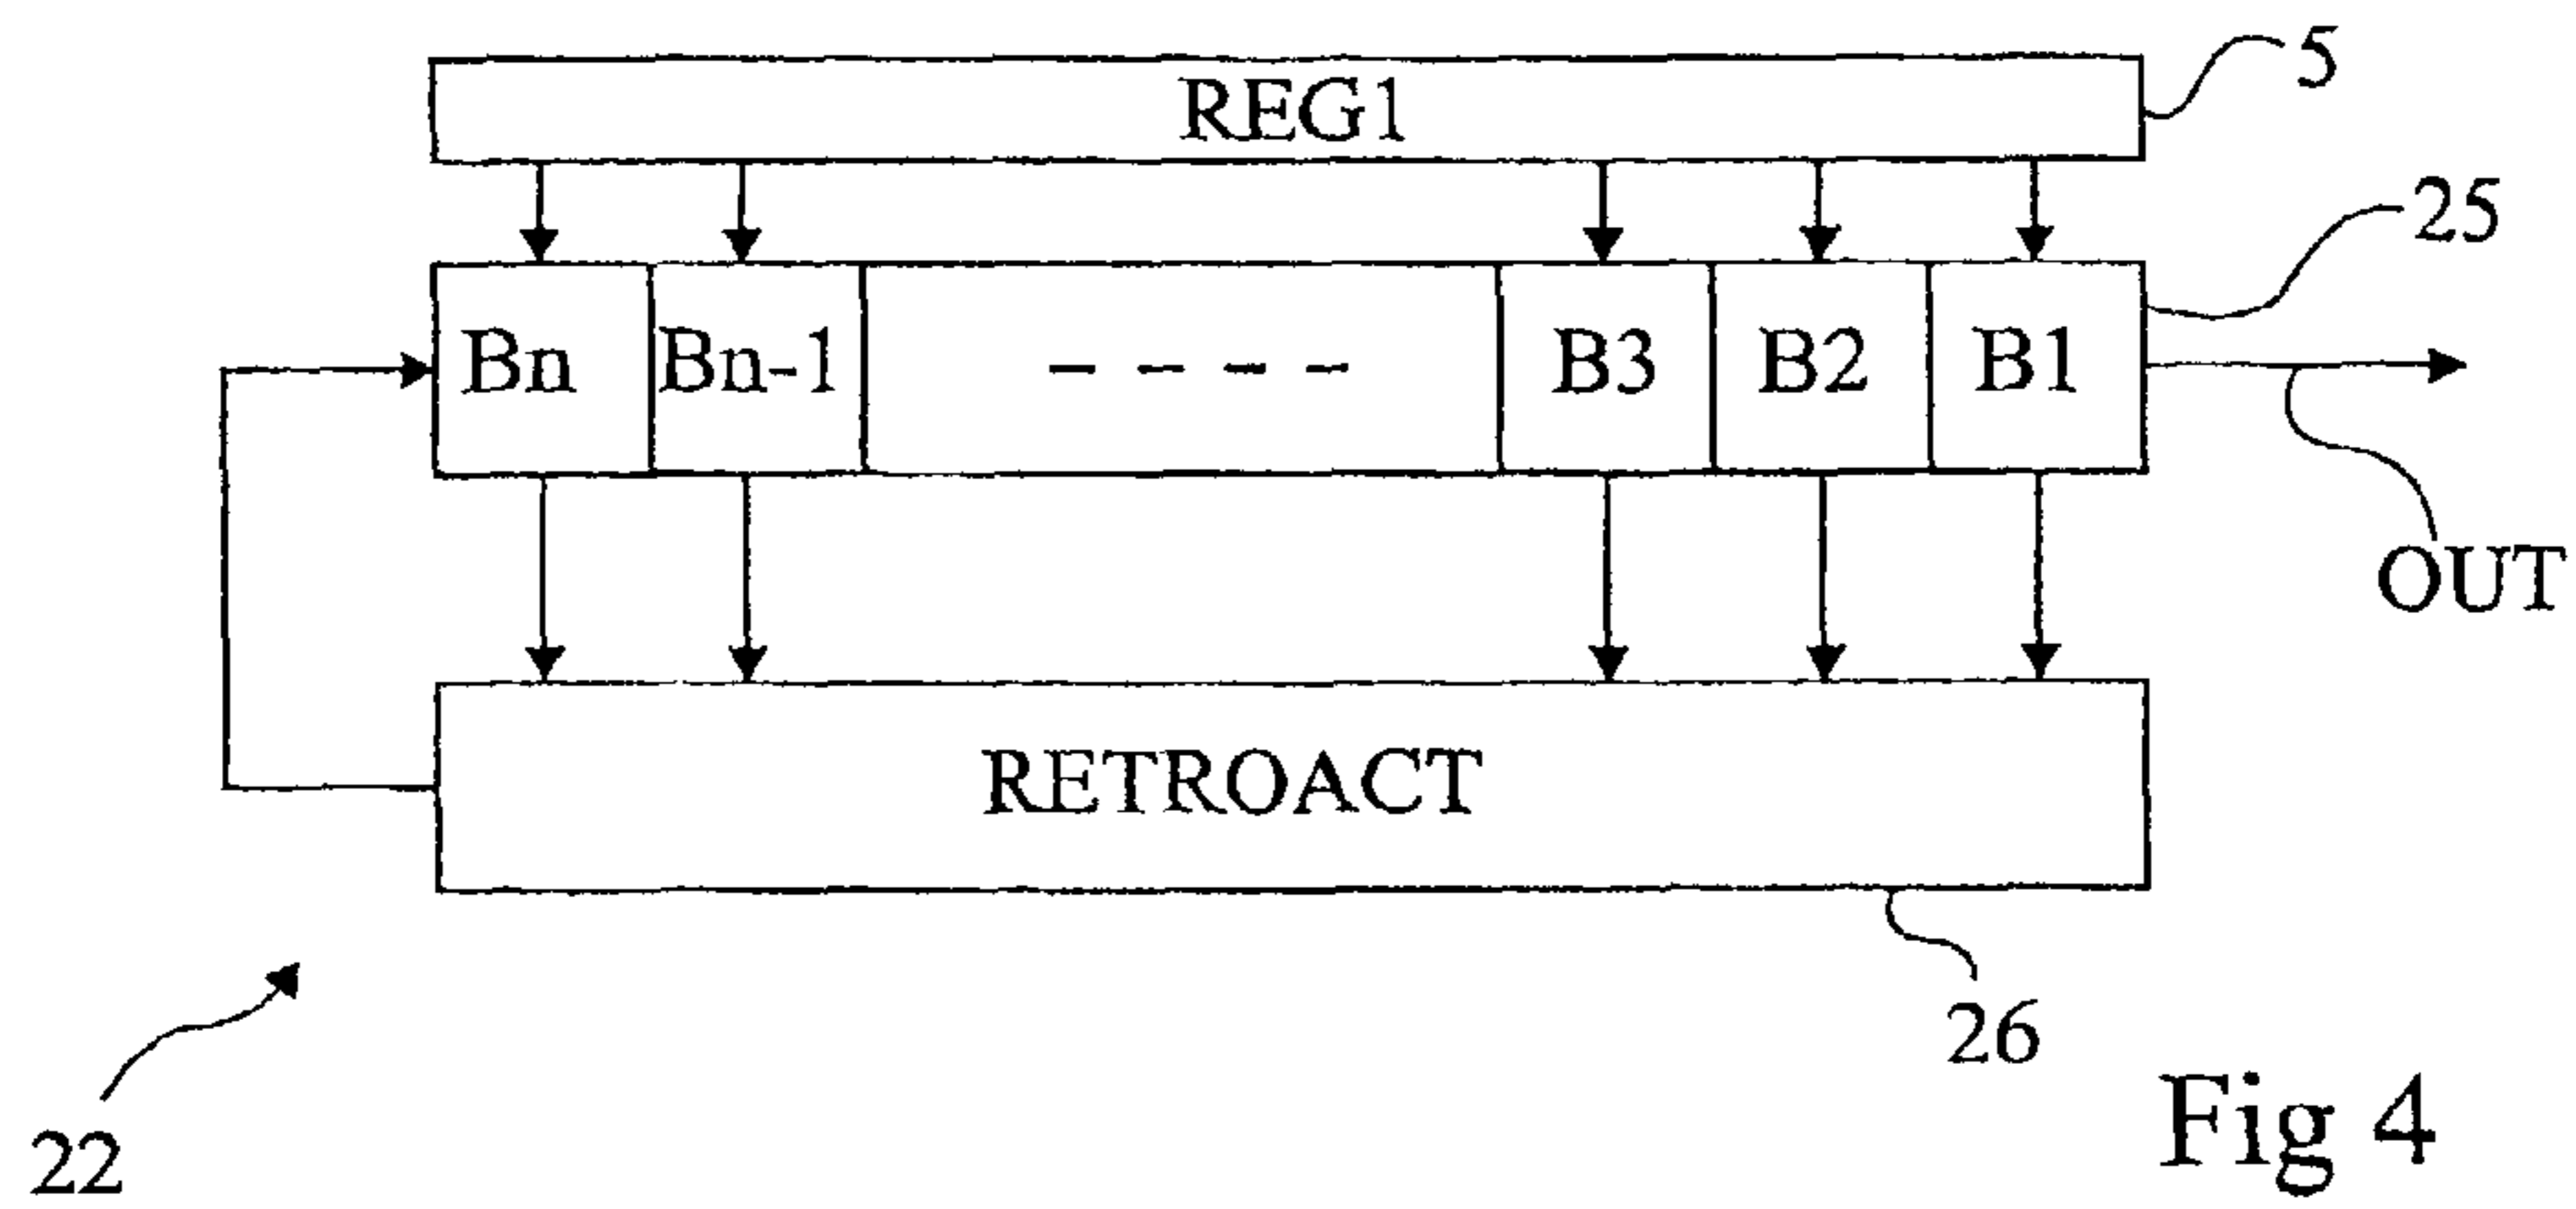 REG1
5
25
Bn Bn-1 - - - - B3 B2 B1
OUT
RETROACT
26
22
Fig 4